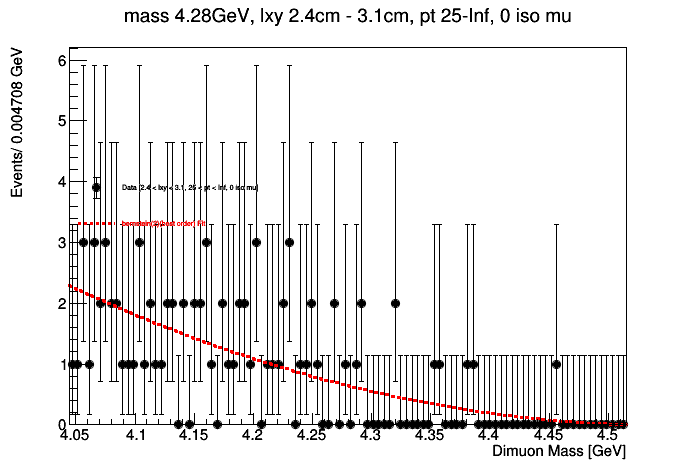 mass 4.28GeV, lxy 2.4cm - 3.1cm, pt 25-Inf, 0 iso mu
Events/ 0.004708 GeV
6
5
4
3
2
1
0
Data [2.4 < lxy < 3.1, 25 < pt < Inf, 0 iso mu]
order] Fit
4.05 4.1 4.15 4.2 4.25 4.3 4.35 4.4 4.45 4.5
Dimuon Mass [GeV]